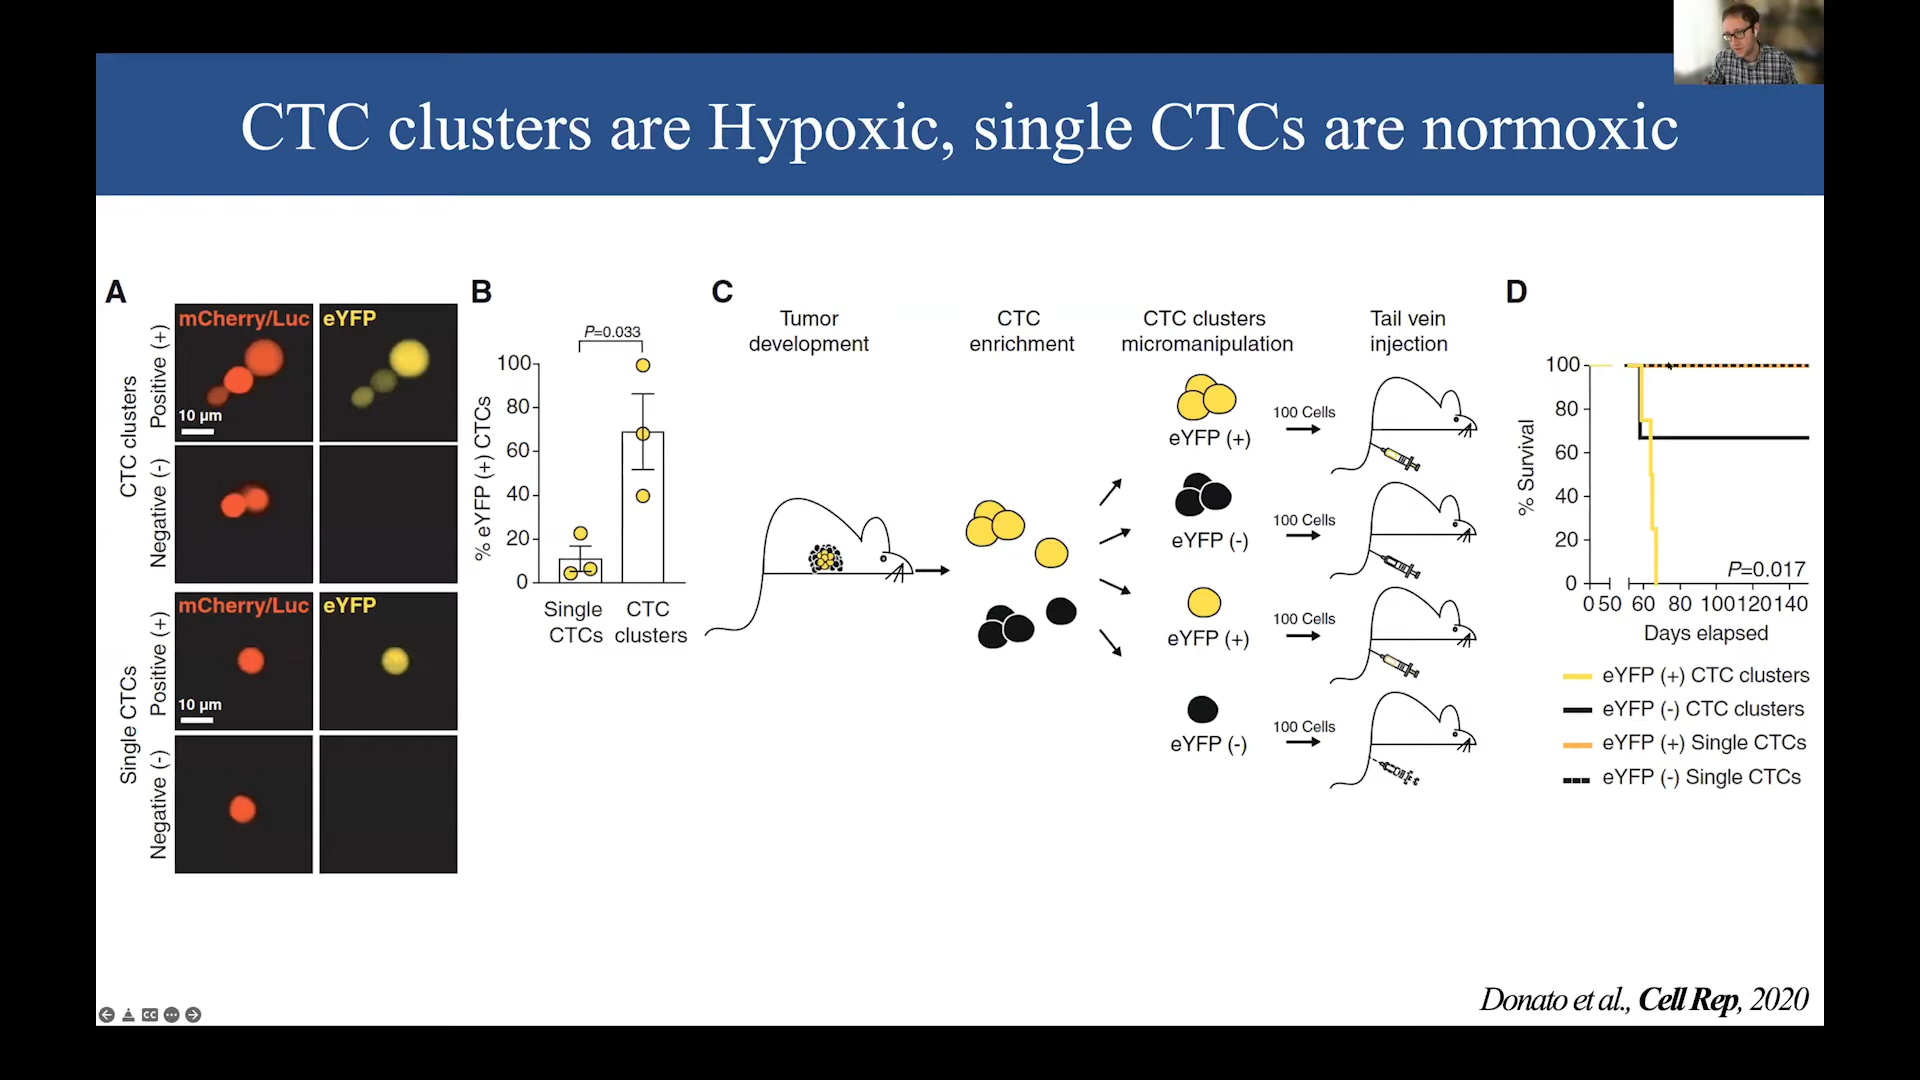 CTC clusters are Hypoxic, single CTCs are normoxic
A
mCherry/Luc
eYFP
CTC clusters
Positive (+)
10 µm
Negative (-)
mCherry/Luc
eYFP
Single CTCs
Positive (+)
10 µm
Negative (-)
B
P=0.033
% eYFP (+) CTCs
100
80
60
40
20
0
Single
CTCs
CTC
clusters
C
Tumor
development
CTC
enrichment
CTC clusters
micromanipulation
Tail vein
injection
eYFP (+)
100 Cells
eYFP (-)
100 Cells
eYFP (+)
100 Cells
eYFP (-)
100 Cells
D
% Survival
100
80
60
40
20
0
P=0.017
0 50 60 80 100 120 140
Days elapsed
eYFP (+) CTC clusters
eYFP (-) CTC clusters
eYFP (+) Single CTCs
eYFP (-) Single CTCs
Donato et al., Cell Rep, 2020
CC